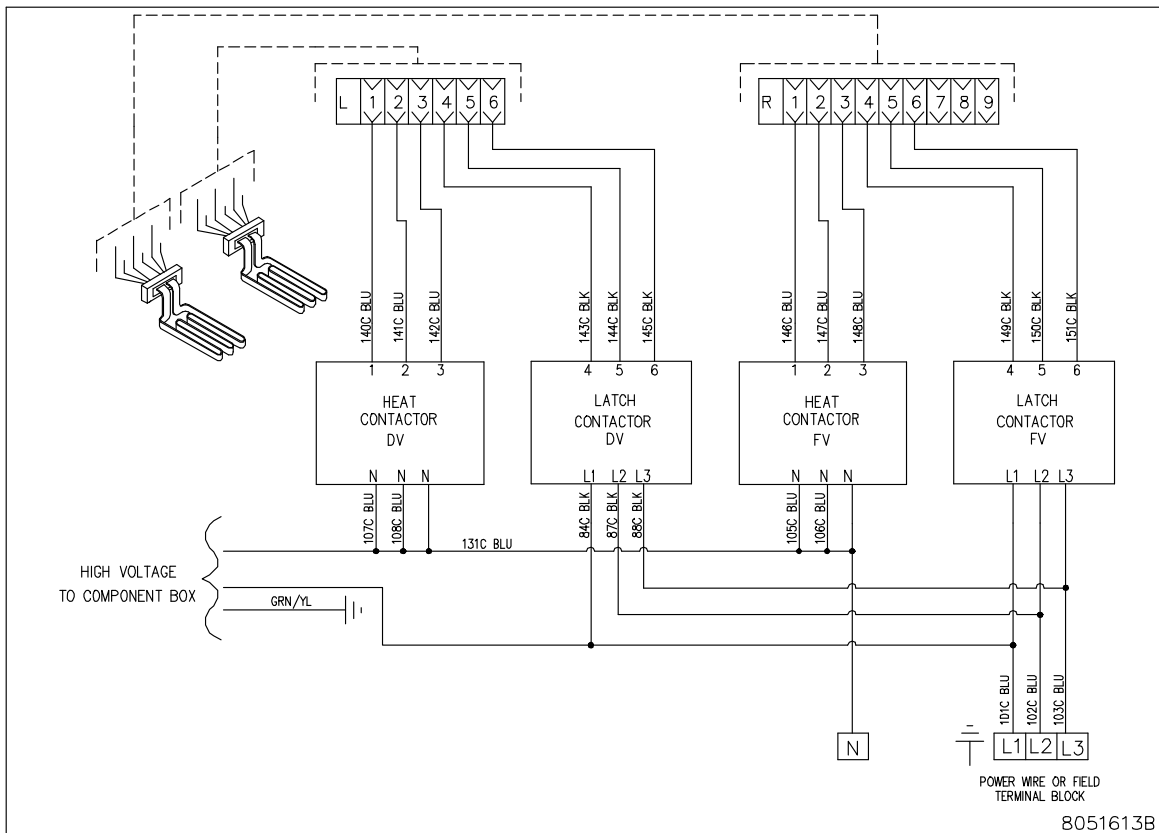 L 1 2 3 4 5 6
R 1 2 3 4 5 6 7 8 9
140C BLU
141C BLU
142C BLU
143C BLK
144C BLK
145C BLK
146C BLU
147C BLU
148C BLU
149C BLK
150C BLK
151C BLK
1 2 3
HEAT
CONTACTOR
DV
N N N
4 5 6
LATCH
CONTACTOR
DV
L1 L2 L3
1 2 3
HEAT
CONTACTOR
FV
N N N
4 5 6
LATCH
CONTACTOR
FV
L1 L2 L3
107C BLU
108C BLU
84C BLK
87C BLK
88C BLK
105C BLU
106C BLU
131C BLU
HIGH VOLTAGE
TO COMPONENT BOX
GRN/YL
101C BLU
102C BLU
103C BLU
N
L1 L2 L3
POWER WIRE OR FIELD
TERMINAL BLOCK
8051613B